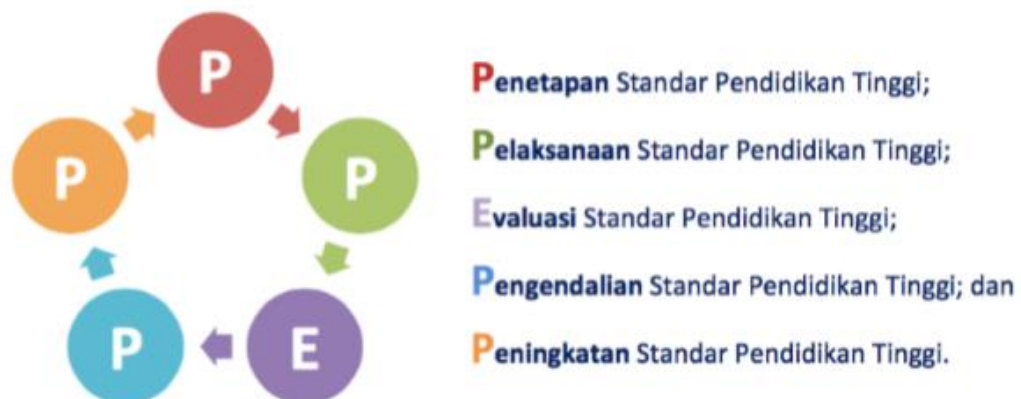 P
P
E
P
P
Penetapan Standar Pendidikan Tinggi;
Pelaksanaan Standar Pendidikan Tinggi;
Evaluasi Standar Pendidikan Tinggi;
Pengendalian Standar Pendidikan Tinggi; dan
Peningkatan Standar Pendidikan Tinggi.